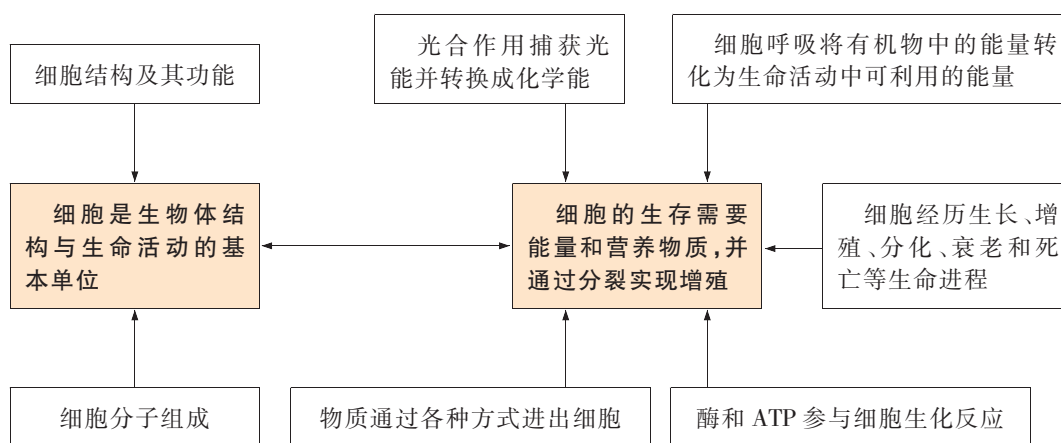 细胞结构及其功能
光合作用捕获光
能并转换成化学能
细胞呼吸将有机物中的能量转
化为生命活动中可利用的能量
细胞是生物体结
构与生命活动的基
本单位
细胞的生存需要
能量和营养物质,并
通过分裂实现增殖
细胞经历生长、增
殖、分化、衰老和死
亡等生命进程
细胞分子组成
物质通过各种方式进出细胞
酶和 ATP 参与细胞生化反应